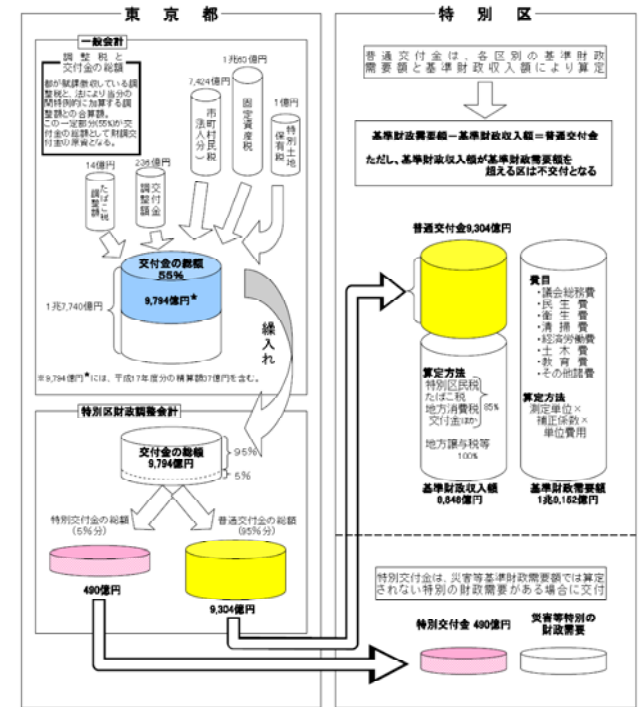 東京都
一般会計
調整税と
交付金の総額
都が賦課徴収している調
整税と、法により当分の
間特例的に加算する調
整額との合算額。
この一定部分(55%)が交
付金の総額として財調交
付金の原資となる。
14億円
たばこ税
調整額
236億円
交付金
調整額
7,424億円
市町村民税
(法人分)
1兆60億円
固定資産税
1億円
特別土地
保有税
交付金の総額
55%
9,794億円★
1兆7,740億円
繰入れ
※9,794億円★には、平成17年度分の精算額37億円を含む。
特別区財政調整会計
交付金の総額
9,794億円
95%
5%
特別交付金の総額
(5%分)
490億円
普通交付金の総額
(95%分)
9,304億円
特別区
普通交付金は、各区別の基準財政
需要額と基準財政収入額により算定
基準財政需要額-基準財政収入額=普通交付金
ただし、基準財政収入額が基準財政需要額を
超える区は不交付となる
普通交付金9,304億円
算定方法
特別区民税
たばこ税
地方消費税
交付金ほか
85%
地方譲与税等
100%
基準財政収入額
9,848億円
費目
・議会総務費
・民生費
・衛生費
・清掃費
・経済労働費
・土木費
・教育費
・その他諸費
算定方法
測定単位×
補正係数×
単位費用
基準財政需要額
1兆9,152億円
特別交付金は、災害等基準財政需要額では算定
されない特別の財政需要がある場合に交付
特別交付金 490億円
災害等特別の
財政需要